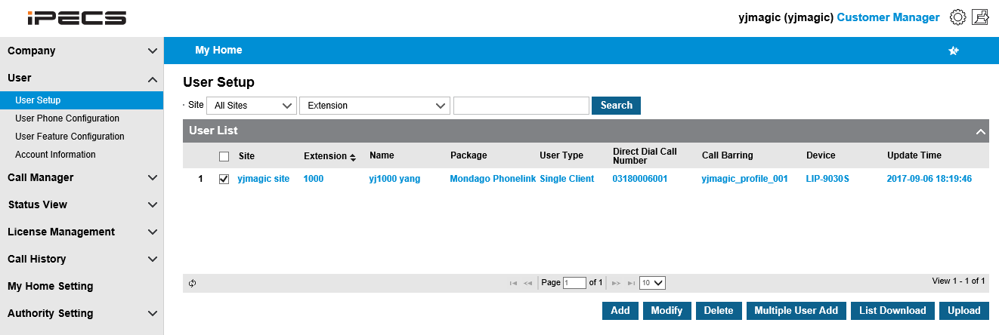 iPECS
yjmagic (yjmagic) Customer Manager
Company
User
User Setup
User Phone Configuration
User Feature Configuration
Account Information
Call Manager
Status View
License Management
Call History
My Home Setting
Authority Setting
My Home
User Setup
· Site All Sites Extension Search
User List
Site Extension Name Package User Type Direct Dial Call Number Call Barring Device Update Time
1 yjmagic site 1000 yj1000 yang Mondago Phonelink Single Client 03180006001 yjmagic_profile_001 LIP-9030S 2017-09-06 18:19:46
Page 1 of 1 10 View 1 - 1 of 1
Add Modify Delete Multiple User Add List Download Upload